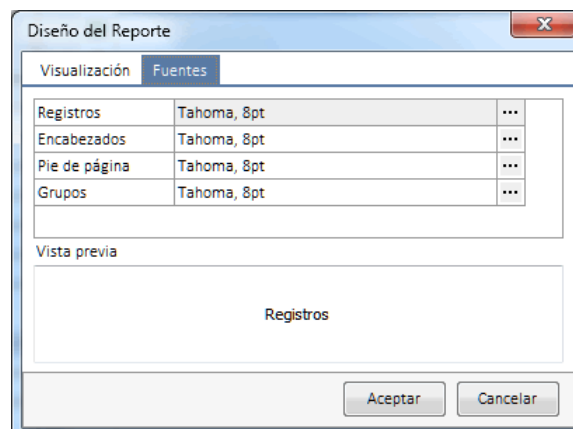 Diseño del Reporte
Visualización Fuentes
Registros Tahoma, 8pt ...
Encabezados Tahoma, 8pt ...
Pie de página Tahoma, 8pt ...
Grupos Tahoma, 8pt ...
Vista previa
Registros
Aceptar Cancelar